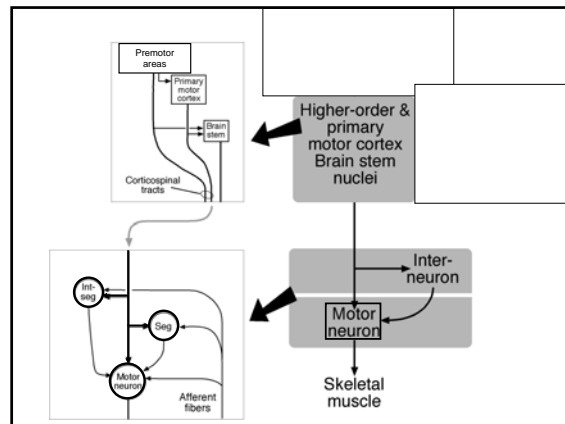 Premotor
areas
Primary
motor
cortex
Brain
stem
Corticospinal
tracts
Higher-order &
primary
motor cortex
Brain stem
nuclei
Int-
seg
Seg
Motor
neuron
Afferent
fibers
Inter-
neuron
Motor
neuron
Skeletal
muscle